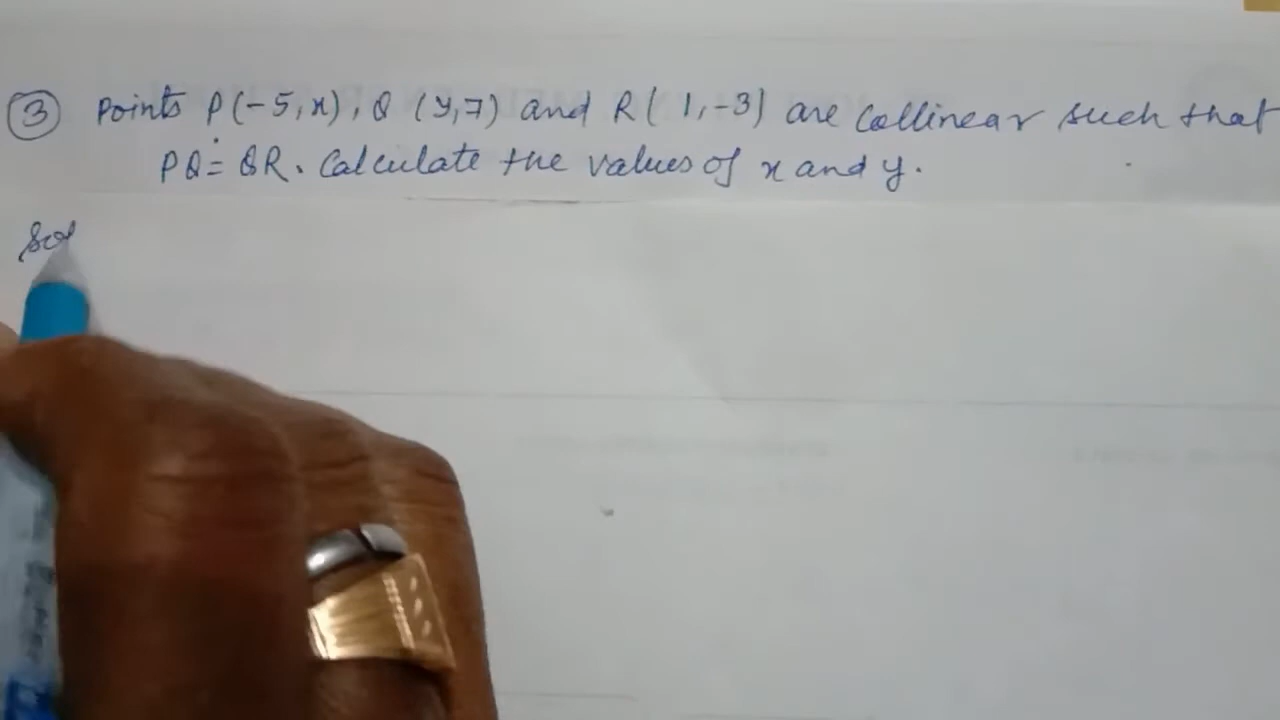 ③ Points P(-5,x), Q (y,7) and R( 1,-3) are collinear such that
PQ = QR. Calculate the values of x and y.
Sol